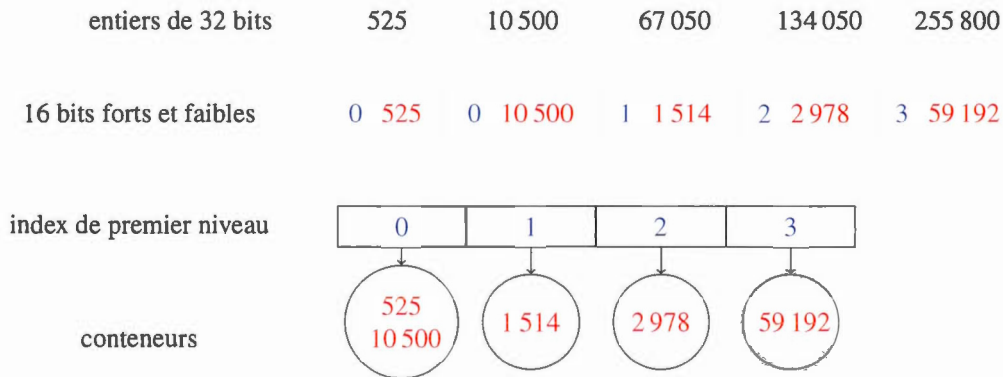 entiers de 32 bits 525 10 500 67 050 134 050 255 800
16 bits forts et faibles 0 525 0 10 500 1 1 514 2 2 978 3 59 192
index de premier niveau 0 1 2 3
525
10 500
conteneurs 1 514 2 978 59 192